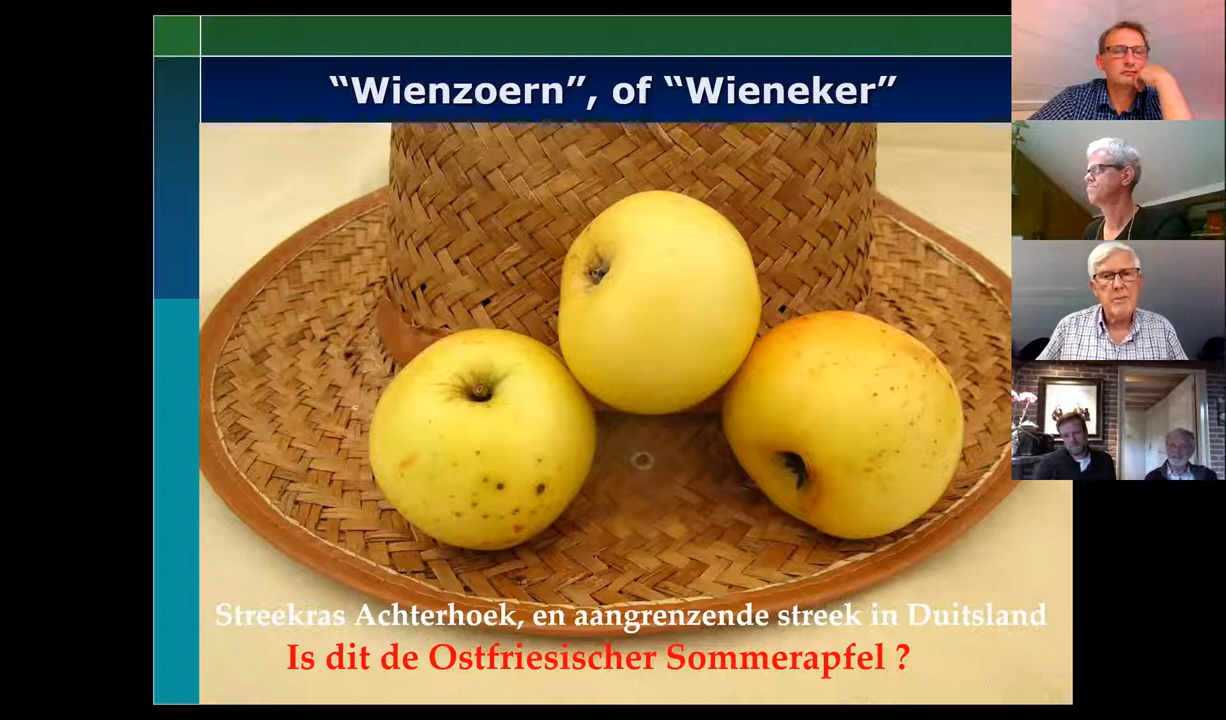 “Wienzoern”, of “Wieneker”
Streekras Achterhoek, en aangrenzende streek in Duitsland
Is dit de Ostfriesischer Sommerapfel ?